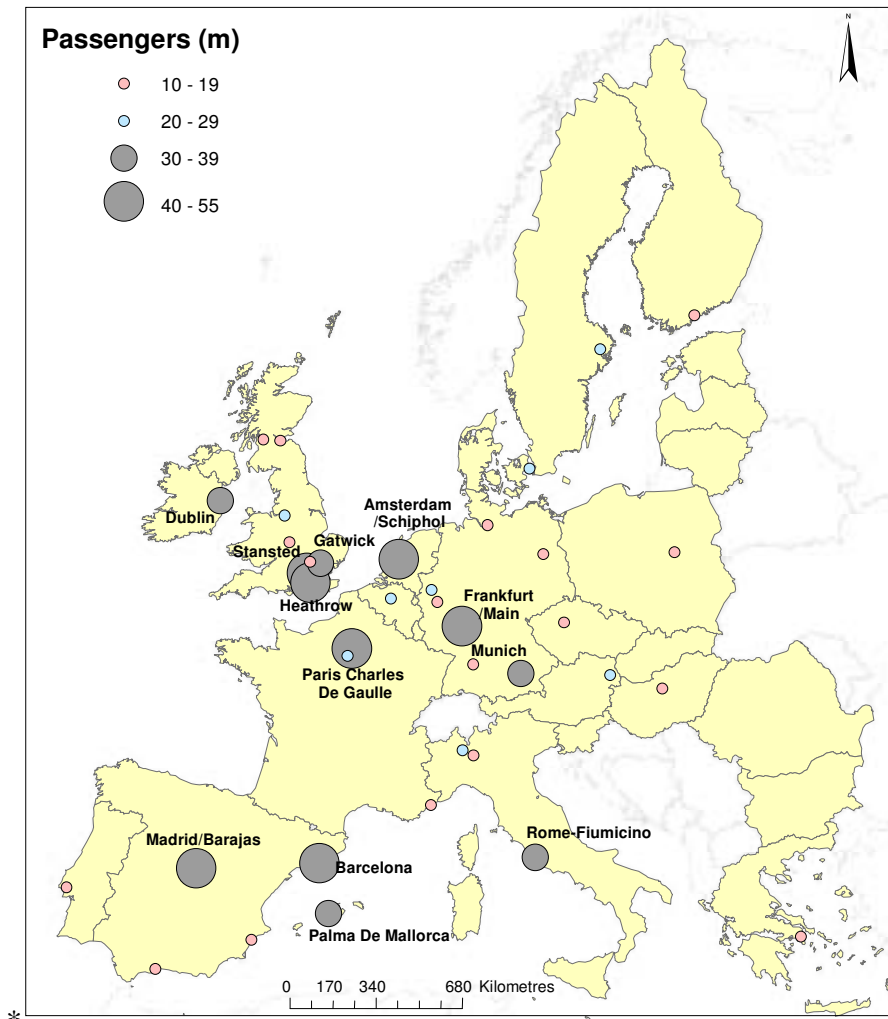 N
Passengers (m)
10 - 19
20 - 29
30 - 39
40 - 55
Amsterdam
/Schiphol
Dublin
Gatwick
Stansted
Heathrow
Frankfurt
/Main
Munich
Paris Charles
De Gaulle
Madrid/Barajas
Rome-Fiumicino
Barcelona
Palma De Mallorca
0 170 340 680 Kilometres
*